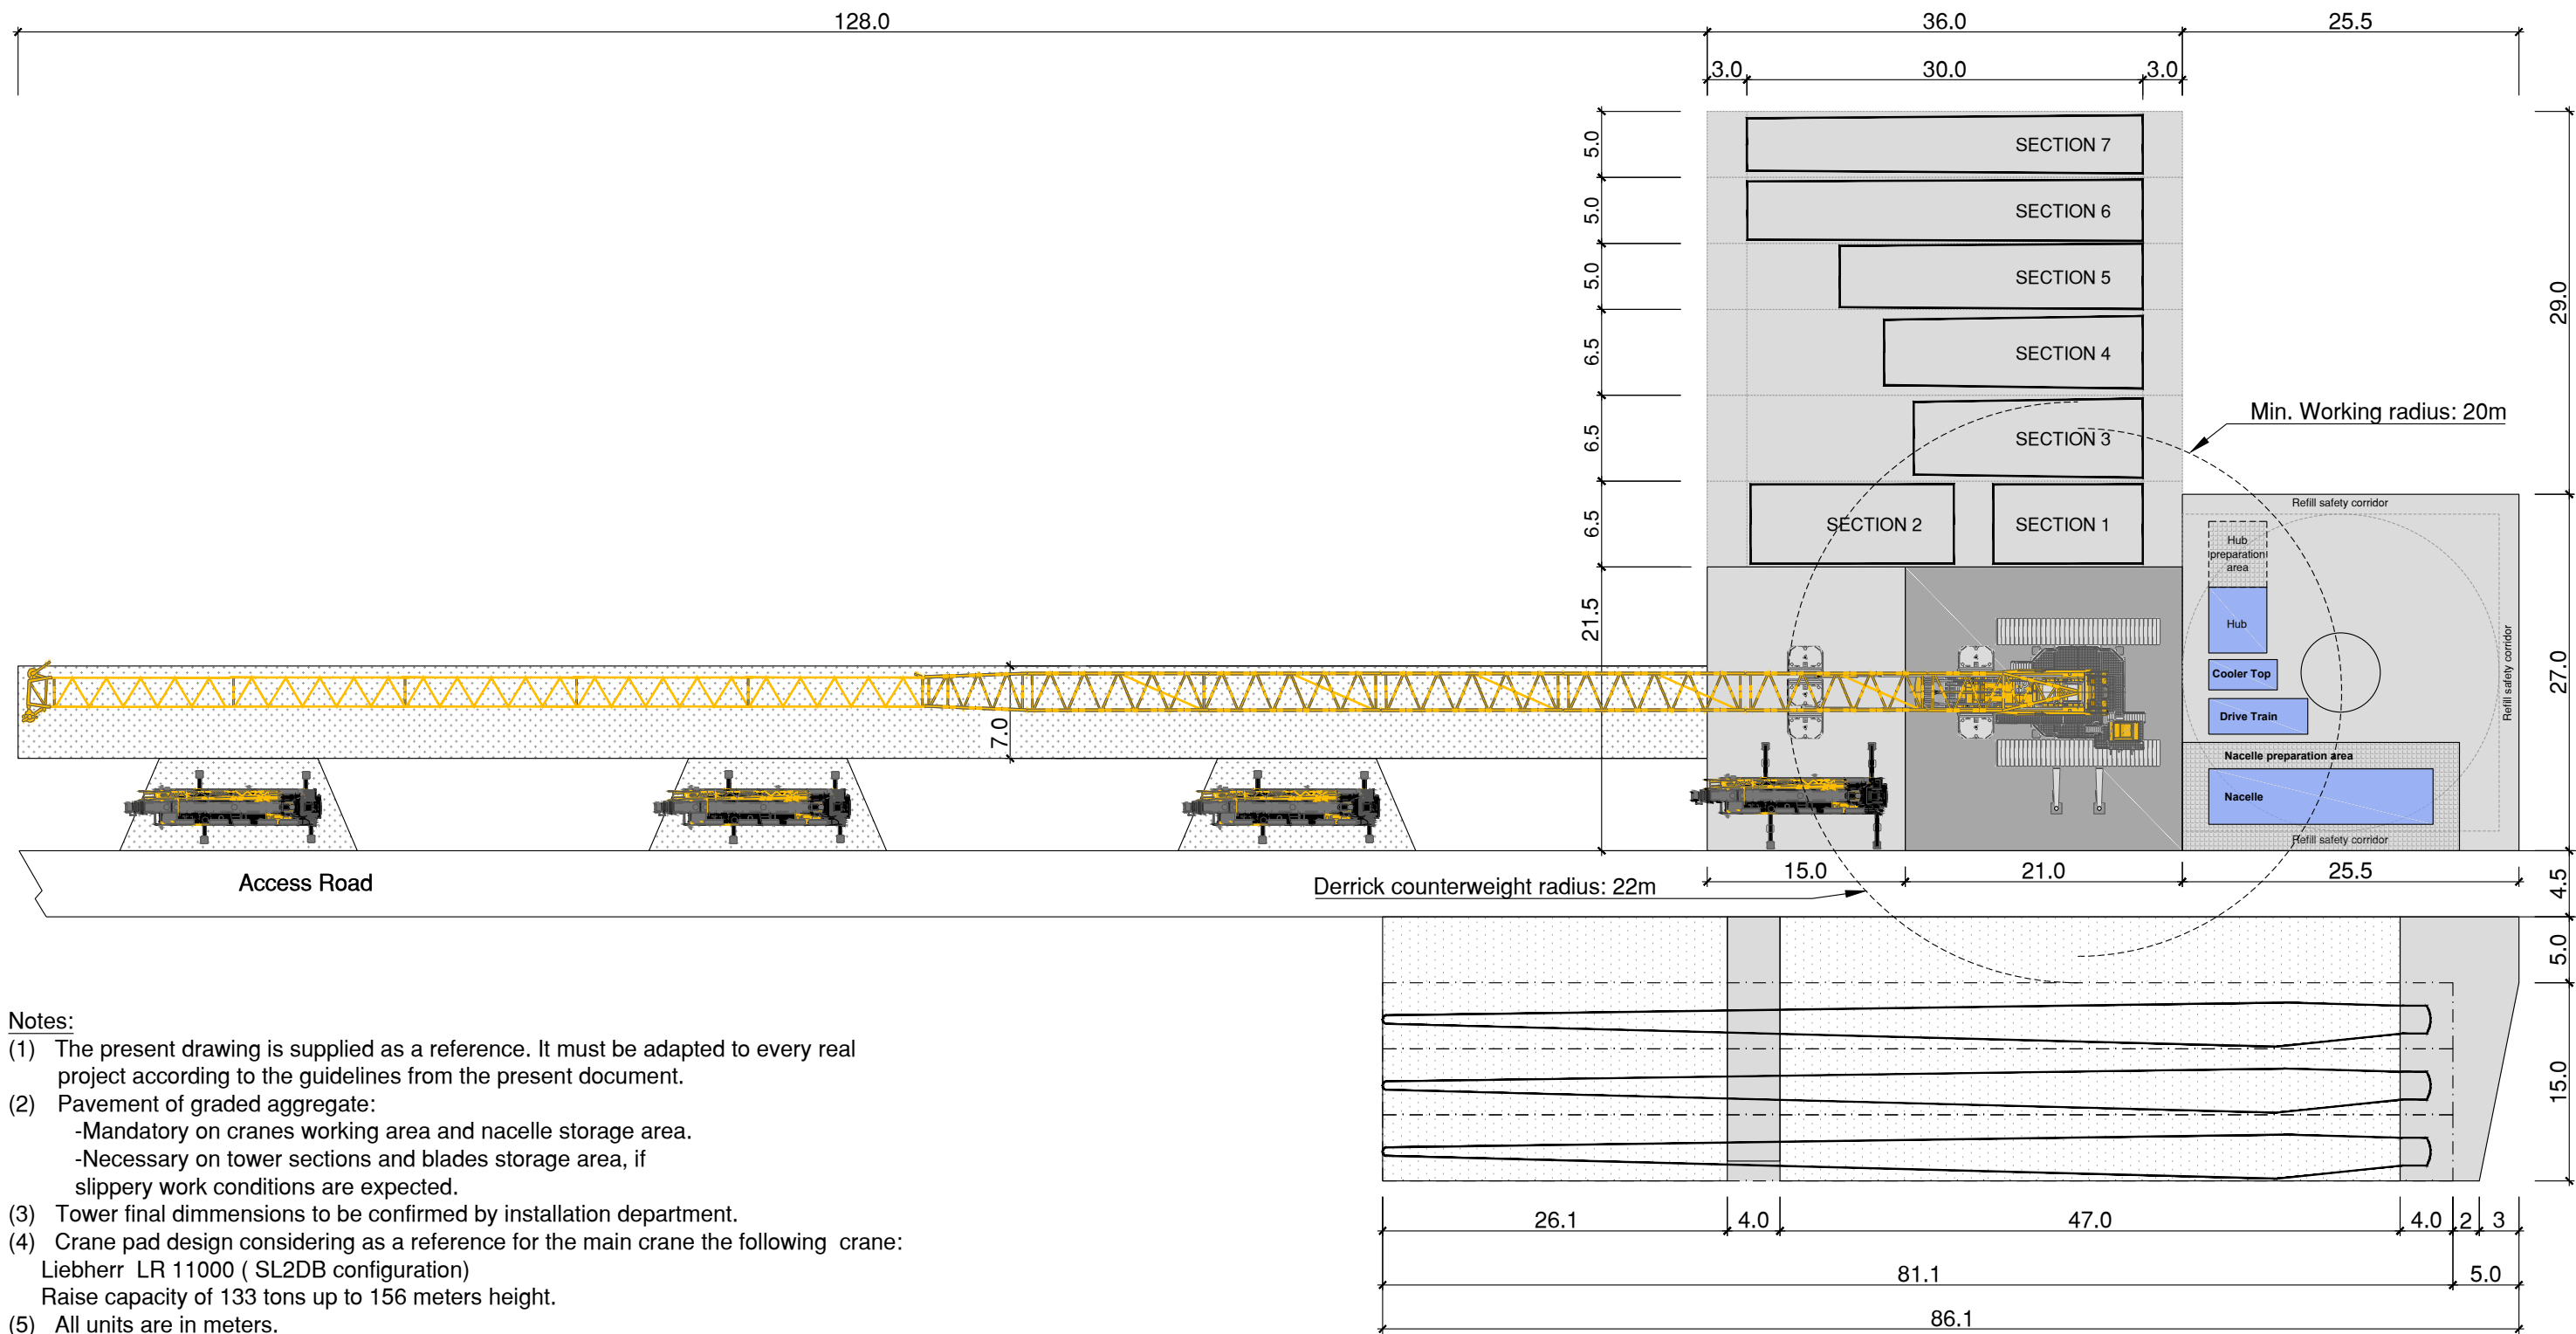 128.0
36.0
25.5
3.0
30.0
3.0
5.0
SECTION 7
5.0
SECTION 6
5.0
SECTION 5
29.0
6.5
SECTION 4
Min. Working radius: 20m
6.5
SECTION 3
6.5
SECTION 2
SECTION 1
Refill safety corridor
Hub
preparation
area
21.5
Hub
Refill safety corridor
27.0
Cooler Top
Drive Train
7.0
Nacelle preparation area
Nacelle
Refill safety corridor
15.0
21.0
25.5
Access Road
Derrick counterweight radius: 22m
4.5
5.0
15.0
Notes:
(1) The present drawing is supplied as a reference. It must be adapted to every real
project according to the guidelines from the present document.
(2) Pavement of graded aggregate:
-Mandatory on cranes working area and nacelle storage area.
-Necessary on tower sections and blades storage area, if
slippery work conditions are expected.
(3) Tower final dimmensions to be confirmed by installation department.
(4) Crane pad design considering as a reference for the main crane the following crane:
Liebherr LR 11000 ( SL2DB configuration)
Raise capacity of 133 tons up to 156 meters height.
(5) All units are in meters.
26.1
4.0
47.0
4.0
2
3
81.1
5.0
86.1